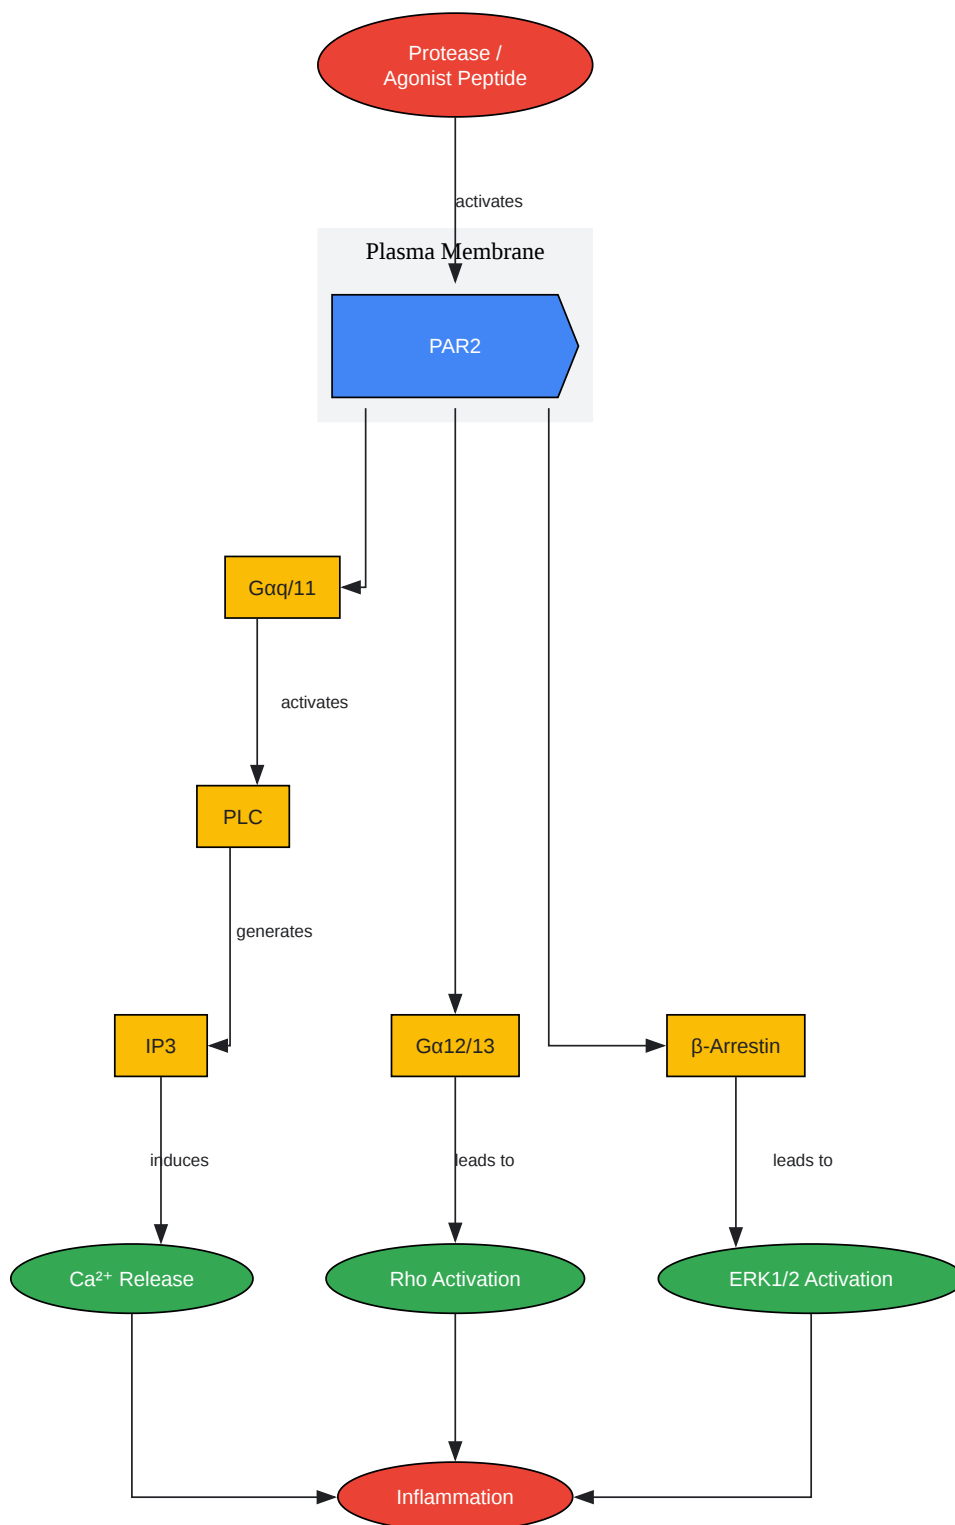 Protease /
Agonist Peptide
activates
Plasma Membrane
PAR2
Gαq/11
activates
PLC
generates
IP3
Gα12/13
β-Arrestin
induces
leads to
leads to
Ca²⁺ Release
Rho Activation
ERK1/2 Activation
Inflammation